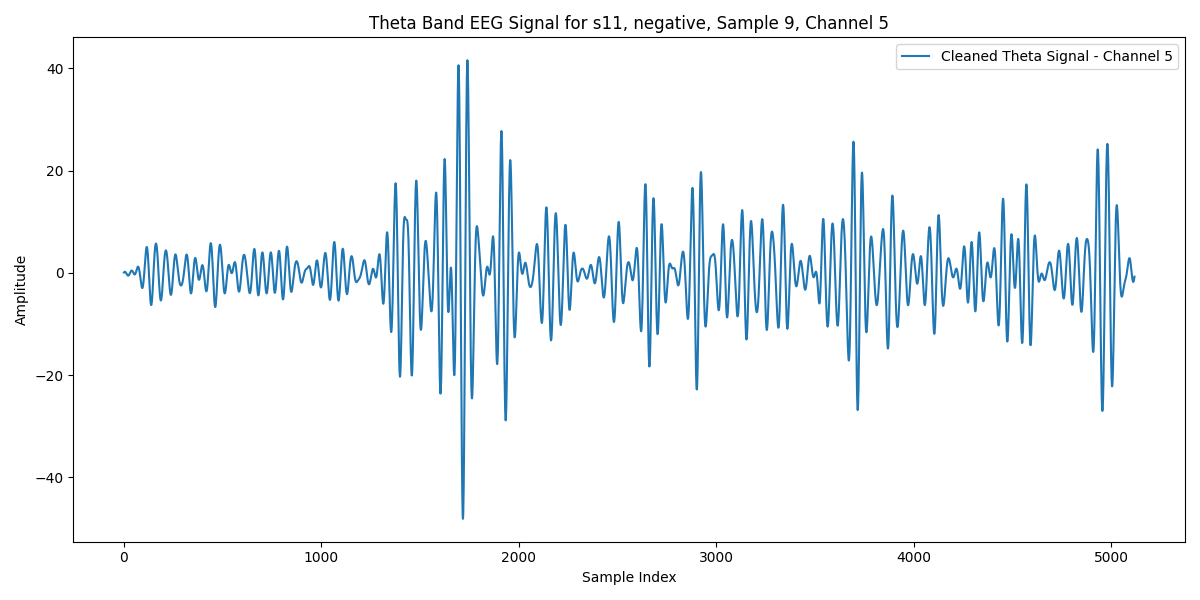 Theta Band EEG Signal for s11, negative, Sample 9, Channel 5
Cleaned Theta Signal - Channel 5
40
20
0
−20
−40
Amplitude
0 1000 2000 3000 4000 5000
Sample Index